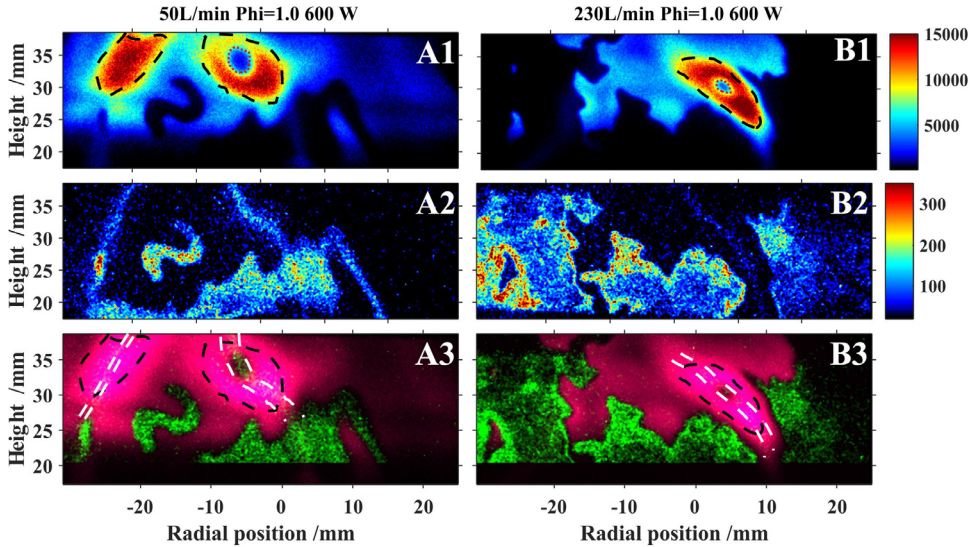 50L/min Phi=1.0 600 W
230L/min Phi=1.0 600 W
Height /mm
35
30
25
20
A1
B1
15000
10000
5000
Height /mm
35
30
25
20
A2
B2
300
200
100
Height /mm
35
30
25
20
A3
B3
-20
-10
0
10
-20
-10
0
10
20
Radial position /mm
Radial position /mm